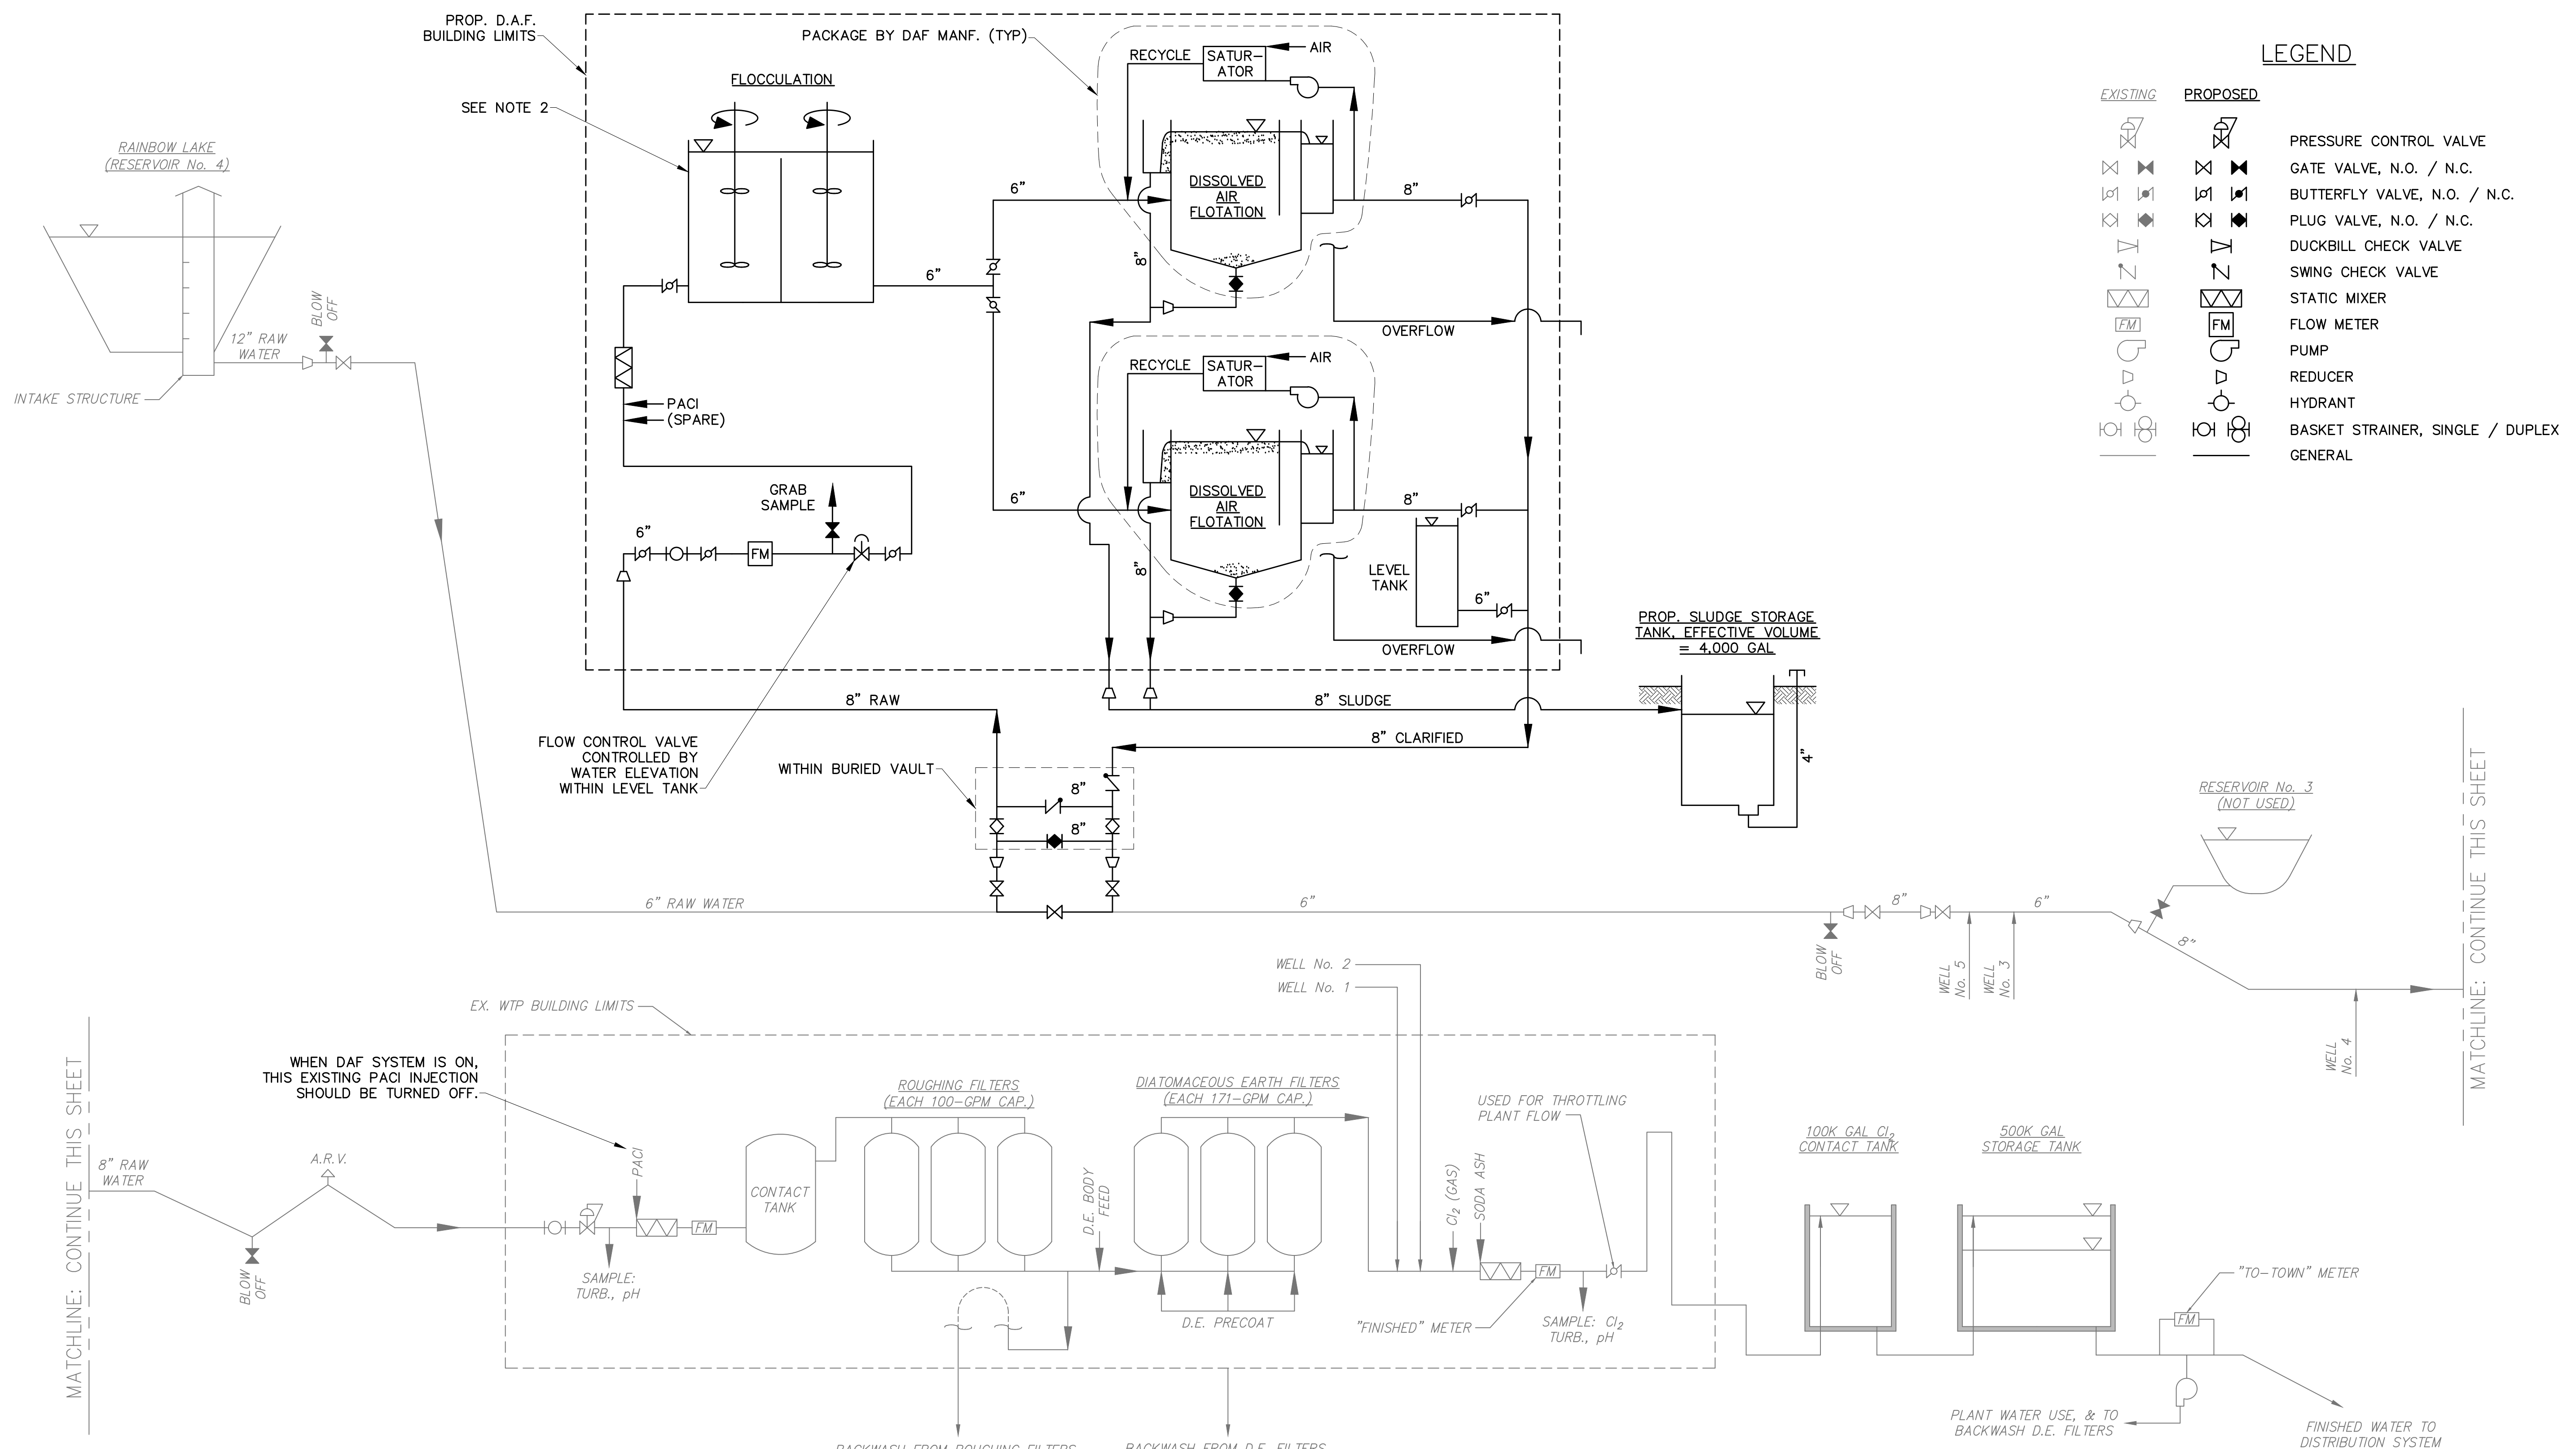 PROP. D.A.F.
BUILDING LIMITS
PACKAGE BY DAF MANF. (TYP)
SEE NOTE 2
FLOCCULATION
RECYCLE
SATUR-
ATOR
AIR
DISSOLVED
AIR
FLOTATION
6"
8"
8"
6"
OVERFLOW
RECYCLE
SATUR-
ATOR
AIR
DISSOLVED
AIR
FLOTATION
6"
8"
8"
LEVEL
TANK
6"
OVERFLOW
PACl
(SPARE)
GRAB
SAMPLE
6"
FM
RAINBOW LAKE
(RESERVOIR No. 4)
12" RAW
WATER
BLOW
OFF
INTAKE STRUCTURE
LEGEND
EXISTING
PROPOSED
PRESSURE CONTROL VALVE
GATE VALVE, N.O. / N.C.
BUTTERFLY VALVE, N.O. / N.C.
PLUG VALVE, N.O. / N.C.
DUCKBILL CHECK VALVE
SWING CHECK VALVE
STATIC MIXER
FM
FM
FLOW METER
PUMP
REDUCER
HYDRANT
BASKET STRAINER, SINGLE / DUPLEX
GENERAL
PROP. SLUDGE STORAGE
TANK, EFFECTIVE VOLUME
= 4,000 GAL
8" RAW
8" SLUDGE
8" CLARIFIED
4"
FLOW CONTROL VALVE
CONTROLLED BY
WATER ELEVATION
WITHIN LEVEL TANK
WITHIN BURIED VAULT
8"
8"
6" RAW WATER
6"
BLOW
OFF
8"
6"
WELL
No. 5
WELL
No. 3
8"
RESERVOIR No. 3
(NOT USED)
WELL
No. 4
MATCHLINE: CONTINUE THIS SHEET
MATCHLINE: CONTINUE THIS SHEET
8" RAW
WATER
BLOW
OFF
A.R.V.
EX. WTP BUILDING LIMITS
WHEN DAF SYSTEM IS ON,
THIS EXISTING PACl INJECTION
SHOULD BE TURNED OFF.
PACl
SAMPLE:
TURB., pH
FM
CONTACT
TANK
ROUGHING FILTERS
(EACH 100-GPM CAP.)
D.E. BODY
FEED
DIATOMACEOUS EARTH FILTERS
(EACH 171-GPM CAP.)
D.E. PRECOAT
WELL No. 2
WELL No. 1
Cl₂ (GAS)
SODA ASH
USED FOR THROTTLING
PLANT FLOW
FM
"FINISHED" METER
SAMPLE: Cl₂
TURB., pH
100K GAL Cl₂
CONTACT TANK
500K GAL
STORAGE TANK
"TO-TOWN" METER
FM
PLANT WATER USE, & TO
BACKWASH D.E. FILTERS
FINISHED WATER TO
DISTRIBUTION SYSTEM
BACKWASH FROM ROUGHING FILTERS
BACKWASH FROM D.E. FILTERS